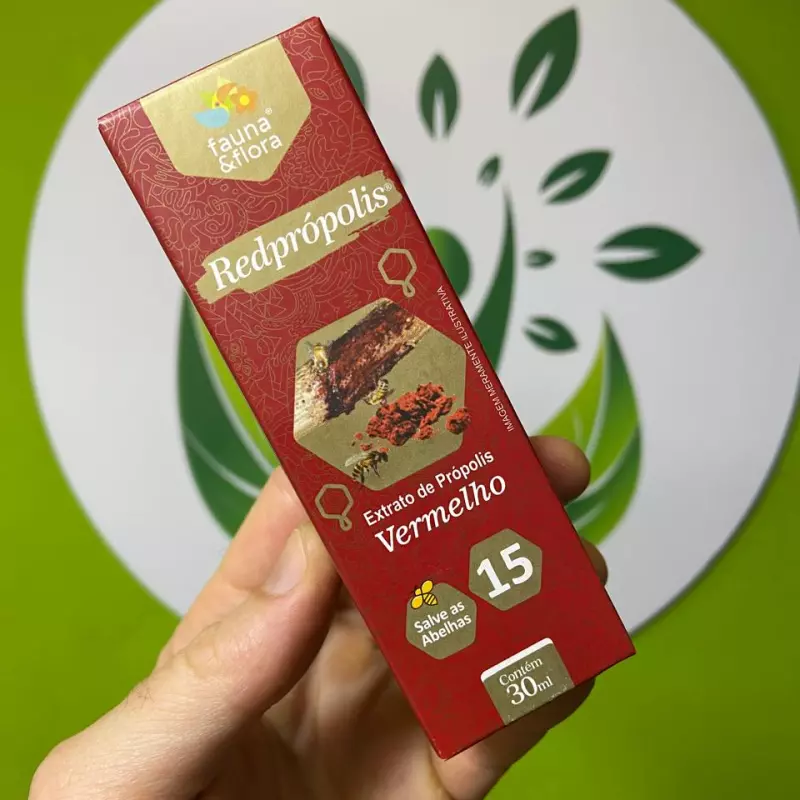 fauna®
&flora
Redprópolis®
IMAGEM MERAMENTE ILUSTRATIVA
Extrato de Própolis
Vermelho
15
Salve as
Abelhas
Contém
30ml